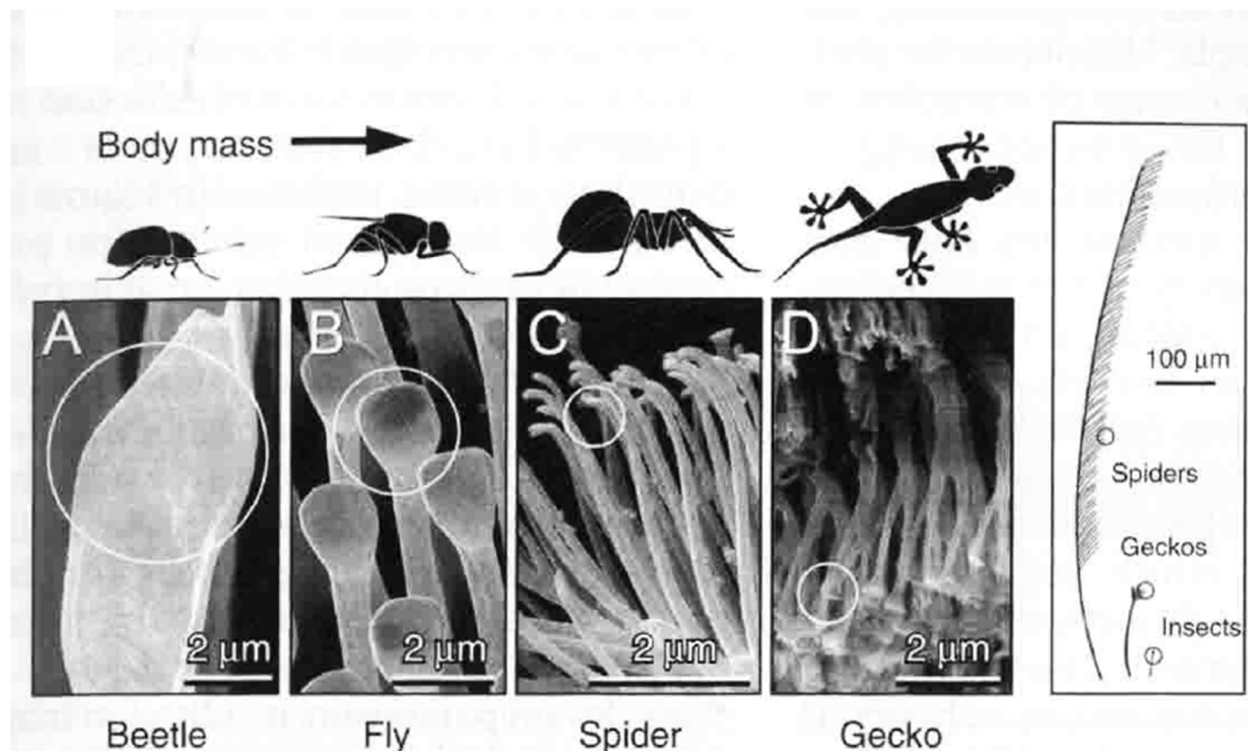 Body mass
A
B
C
D
2 μm
2 μm
2 μm
2 μm
Beetle
Fly
Spider
Gecko
100 μm
Spiders
Geckos
Insects